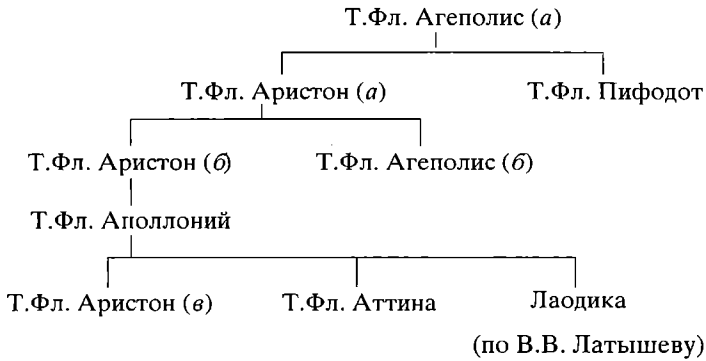 Т.Фл. Агеполис (а)
Т.Фл. Аристон (а) Т.Фл. Пифодот
Т.Фл. Аристон (б) Т.Фл. Агеполис (б)
Т.Фл. Аполлоний
Т.Фл. Аристон (в) Т.Фл. Аттина Лаодика
(по В.В. Латышеву)